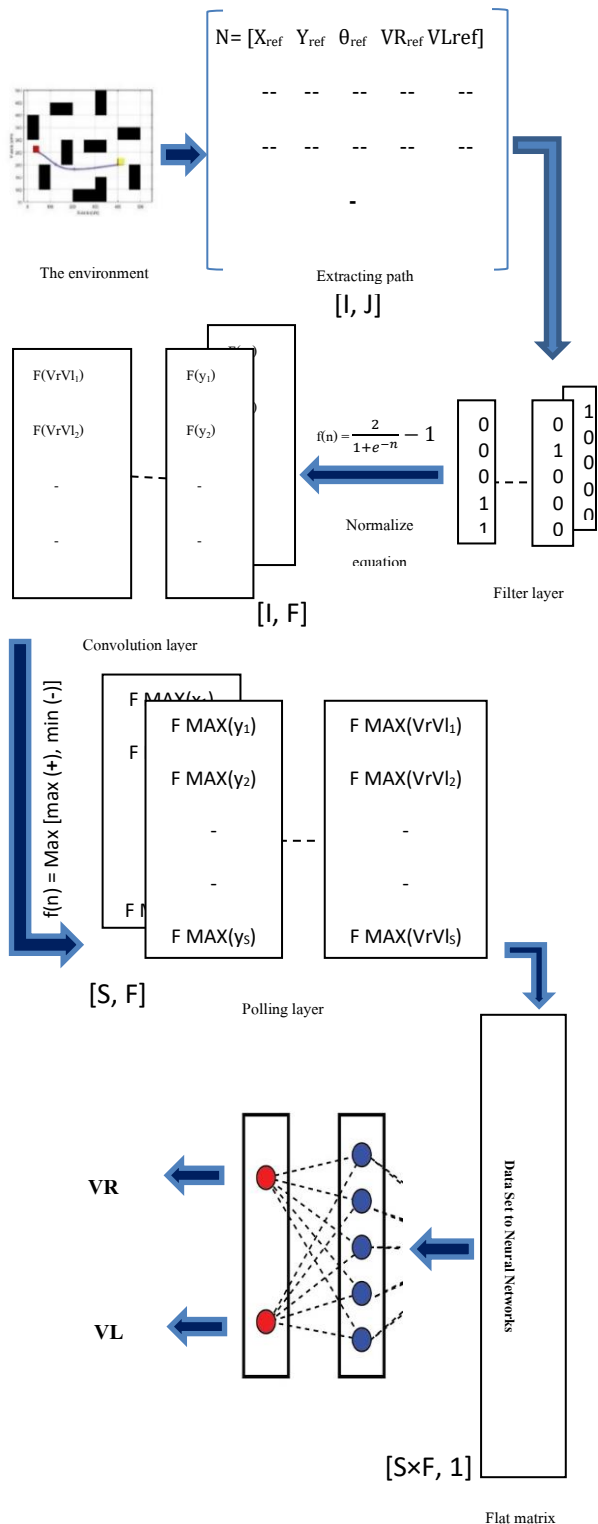 N= [Xref Yref θref VRref VLref]
-- -- -- -- --
-- -- -- -- --
-
The environment
Extracting path
[I, J]
F(VrVl1)
F(VrVl2)
-
-
F(y1)
F(y2)
-
-
f(n) = 2 / (1+e^-n) − 1
Normalize
equation
0
0
0
1
1
0
1
0
0
0
1
0
0
0
0
Filter layer
[I, F]
Convolution layer
f(n) = Max [max (+), min (-)]
F MAX(y1)
F MAX(y2)
-
-
F MAX(yS)
F MAX(VrVl1)
F MAX(VrVl2)
-
-
F MAX(VrVlS)
[S, F]
Polling layer
VR
VL
Data Set to Neural Networks
[S×F, 1]
Flat matrix